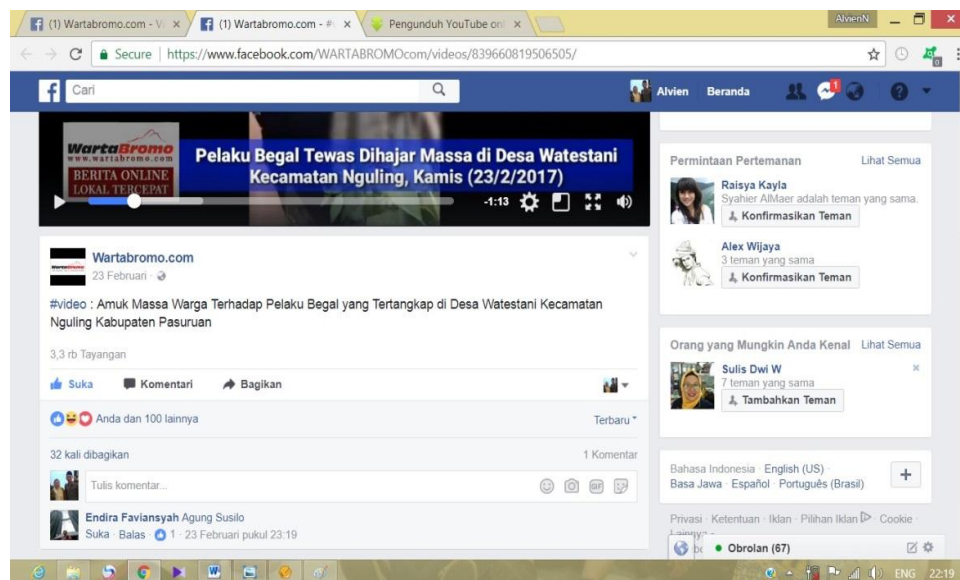 (1) Wartabromo.com - Vi
(1) Wartabromo.com - #
Pengunduh YouTube onl
AlvienN
Secure | https://www.facebook.com/WARTABROMOcom/videos/839660819506505/
Cari
Alvien Beranda
1
WartaBromo
www.wartabromo.com
BERITA ONLINE
LOKAL TERCEPAT
Pelaku Begal Tewas Dihajar Massa di Desa Watestani
Kecamatan Nguling, Kamis (23/2/2017)
-1:13
Wartabromo.com
23 Februari ·
#video : Amuk Massa Warga Terhadap Pelaku Begal yang Tertangkap di Desa Watestani Kecamatan
Nguling Kabupaten Pasuruan
3,3 rb Tayangan
Suka Komentari Bagikan
Anda dan 100 lainnya
Terbaru
32 kali dibagikan
1 Komentar
Tulis komentar...
GIF
Endira Faviansyah Agung Susilo
Suka · Balas · 1 · 23 Februari pukul 23:19
Permintaan Pertemanan Lihat Semua
Raisya Kayla
Syahier AlMaer adalah teman yang sama.
Konfirmasikan Teman
Alex Wijaya
3 teman yang sama
Konfirmasikan Teman
Orang yang Mungkin Anda Kenal Lihat Semua
Sulis Dwi W
7 teman yang sama
Tambahkan Teman
Bahasa Indonesia · English (US) ·
Basa Jawa · Español · Português (Brasil)
Privasi · Ketentuan · Iklan · Pilihan Iklan · Cookie ·
Lainnya
Obrolan (67)
ENG 22:19